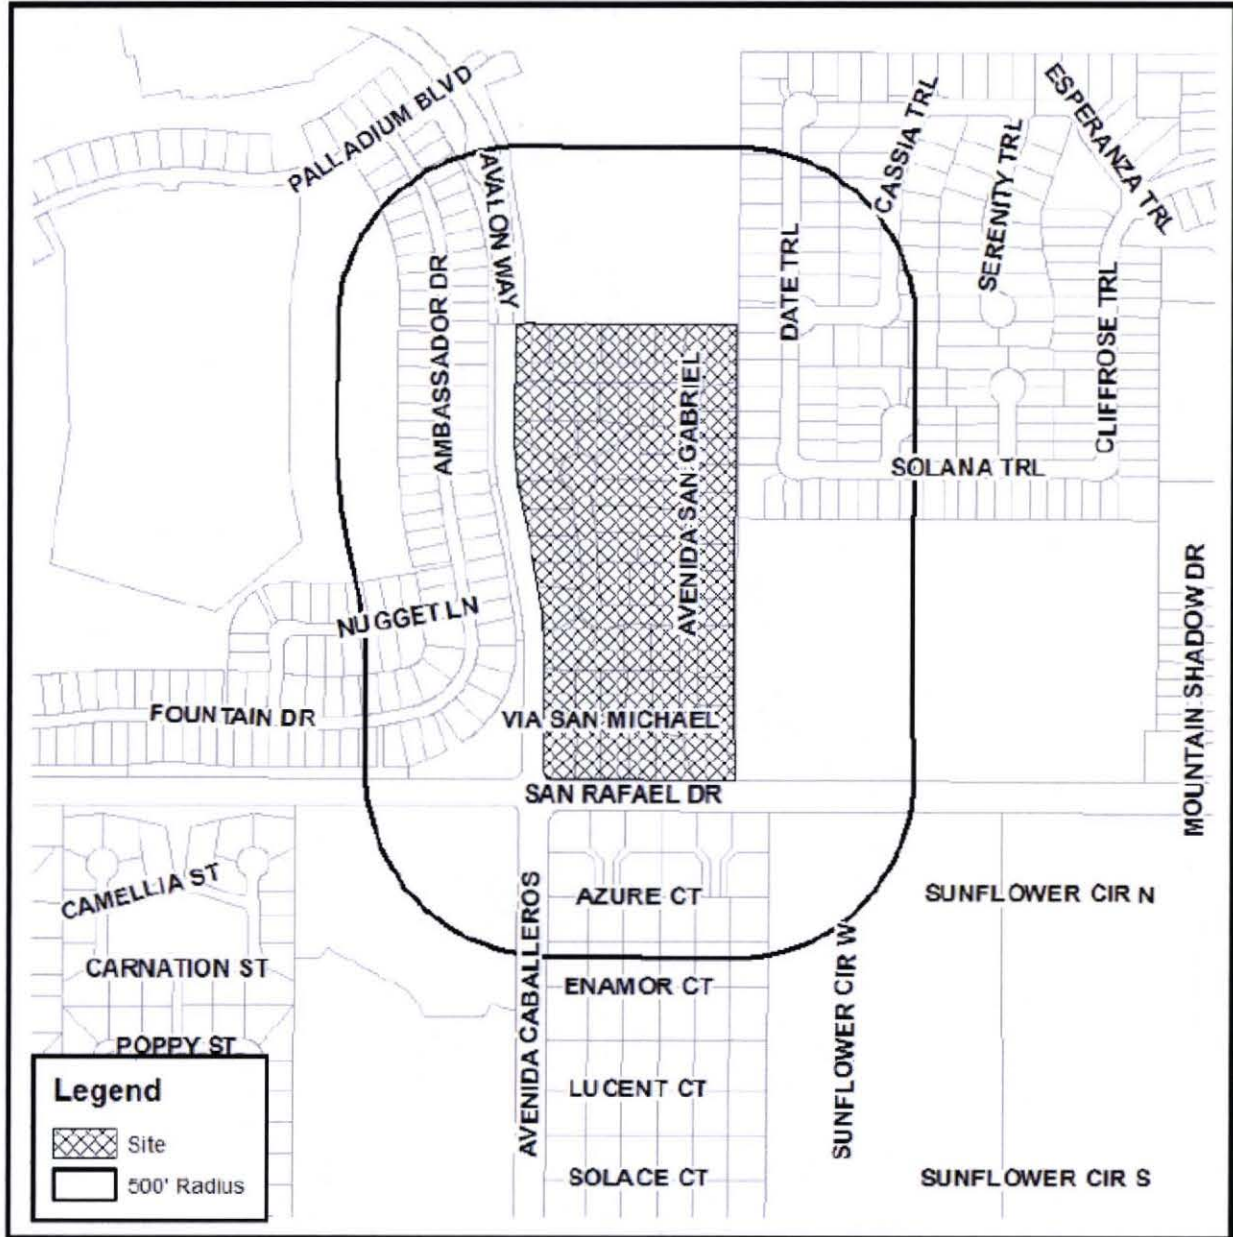 PALLADIUM BLVD
AVALON WAY
CASSIA TRL
SERENITY TRL
ESPERANZA TRL
DATE TRL
AMBASSADOR DR
AVENIDA SAN GABRIEL
CLIFFROSE TRL
SOLANA TRL
NUGGET LN
MOUNTAIN SHADOW DR
FOUNTAIN DR
VIA SAN MICHAEL
SAN RAFAEL DR
CAMELLIA ST
AZURE CT
SUNFLOWER CIR N
CARNATION ST
AVENIDA CABALLEROS
ENAMOR CT
SUNFLOWER CIR W
POPPY ST
LUCENT CT
SOLACE CT
SUNFLOWER CIR S
Legend
Site
500' Radius